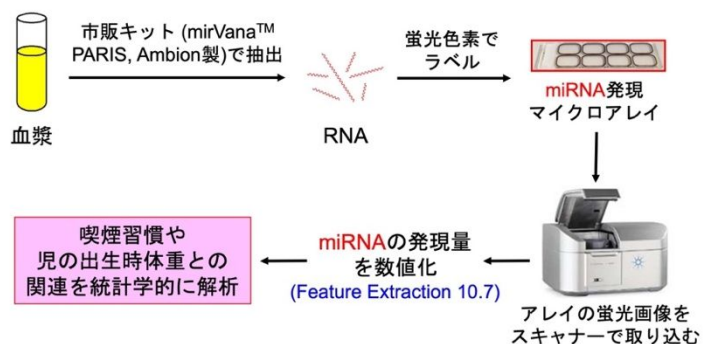 市販キット (mirVana™
PARIS, Ambion製)で抽出
血漿
RNA
蛍光色素で
ラベル
miRNA発現
マイクロアレイ
アレイの蛍光画像を
スキャナーで取り込む
miRNAの発現量
を数値化
(Feature Extraction 10.7)
喫煙習慣や
児の出生時体重との
関連を統計学的に解析